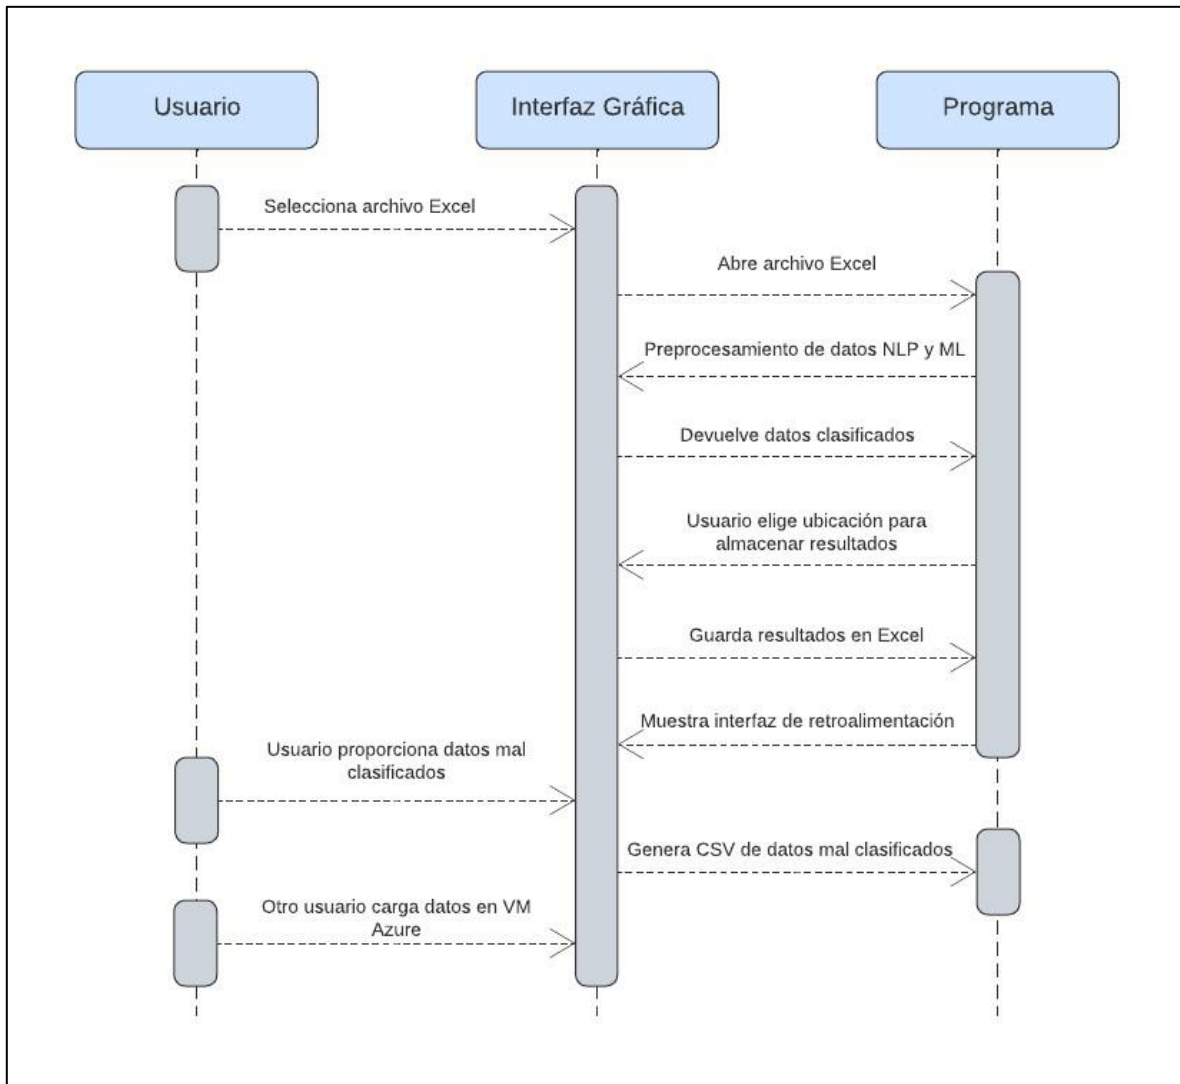 Usuario
Interfaz Gráfica
Programa
Selecciona archivo Excel
Abre archivo Excel
Preprocesamiento de datos NLP y ML
Devuelve datos clasificados
Usuario elige ubicación para
almacenar resultados
Guarda resultados en Excel
Muestra interfaz de retroalimentación
Usuario proporciona datos mal
clasificados
Genera CSV de datos mal clasificados
Otro usuario carga datos en VM
Azure